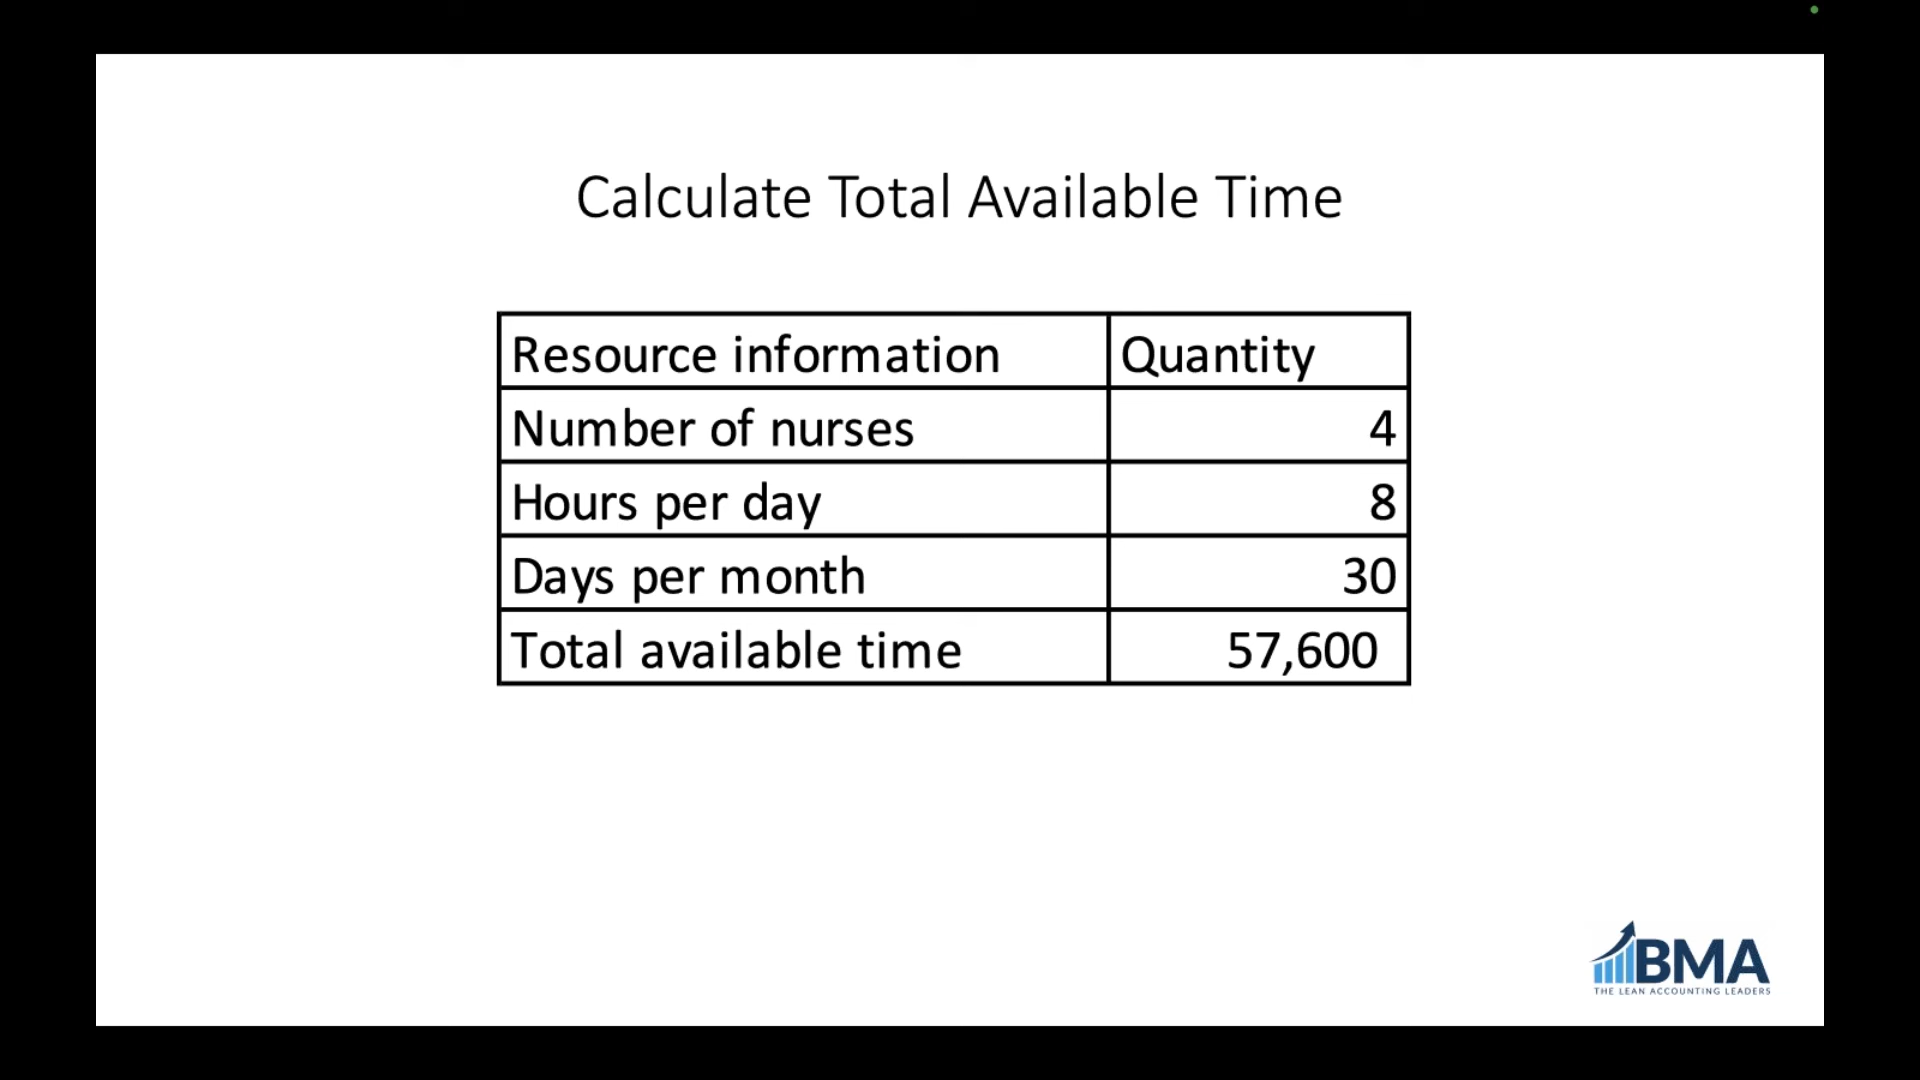 Calculate Total Available Time
Resource information Quantity
Number of nurses 4
Hours per day 8
Days per month 30
Total available time 57,600
BMA
THE LEAN ACCOUNTING LEADERS